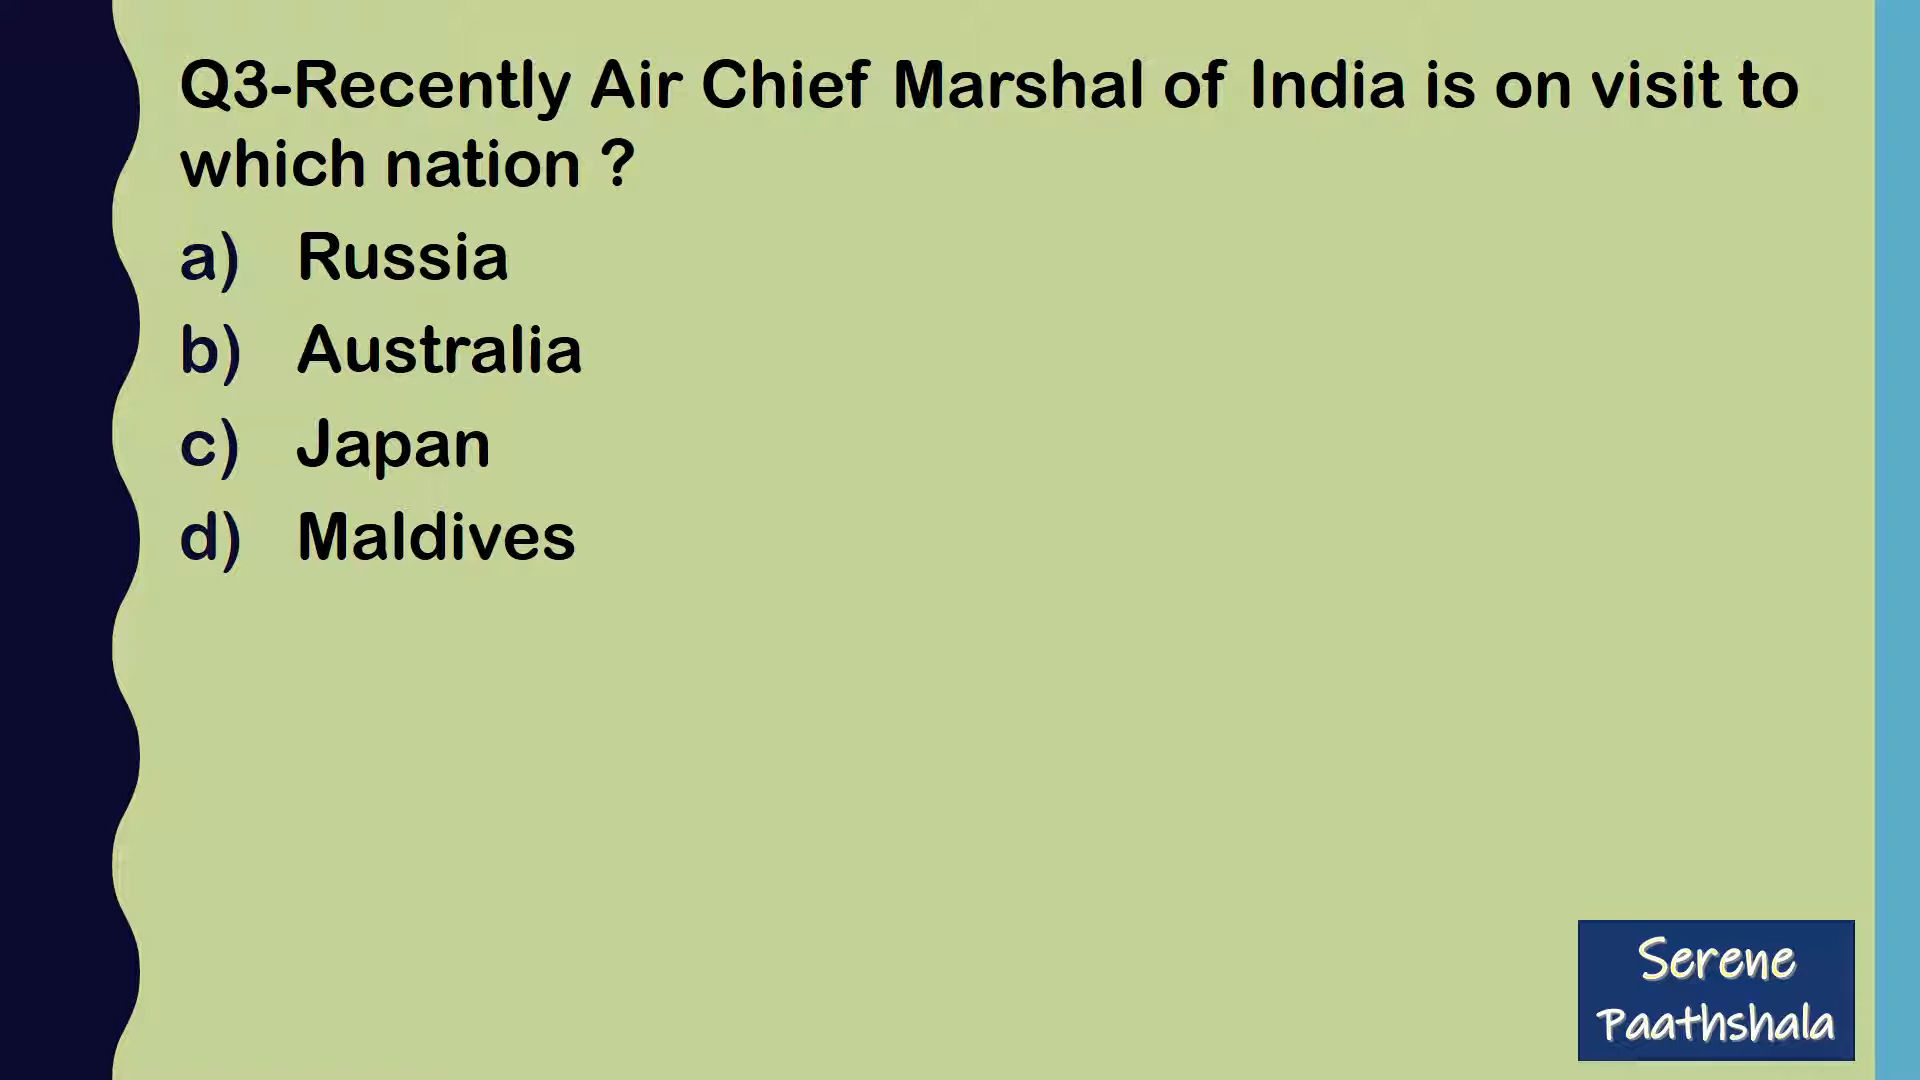 Q3-Recently Air Chief Marshal of India is on visit to
which nation ?
a) Russia
b) Australia
c) Japan
d) Maldives
Serene
Paathshala